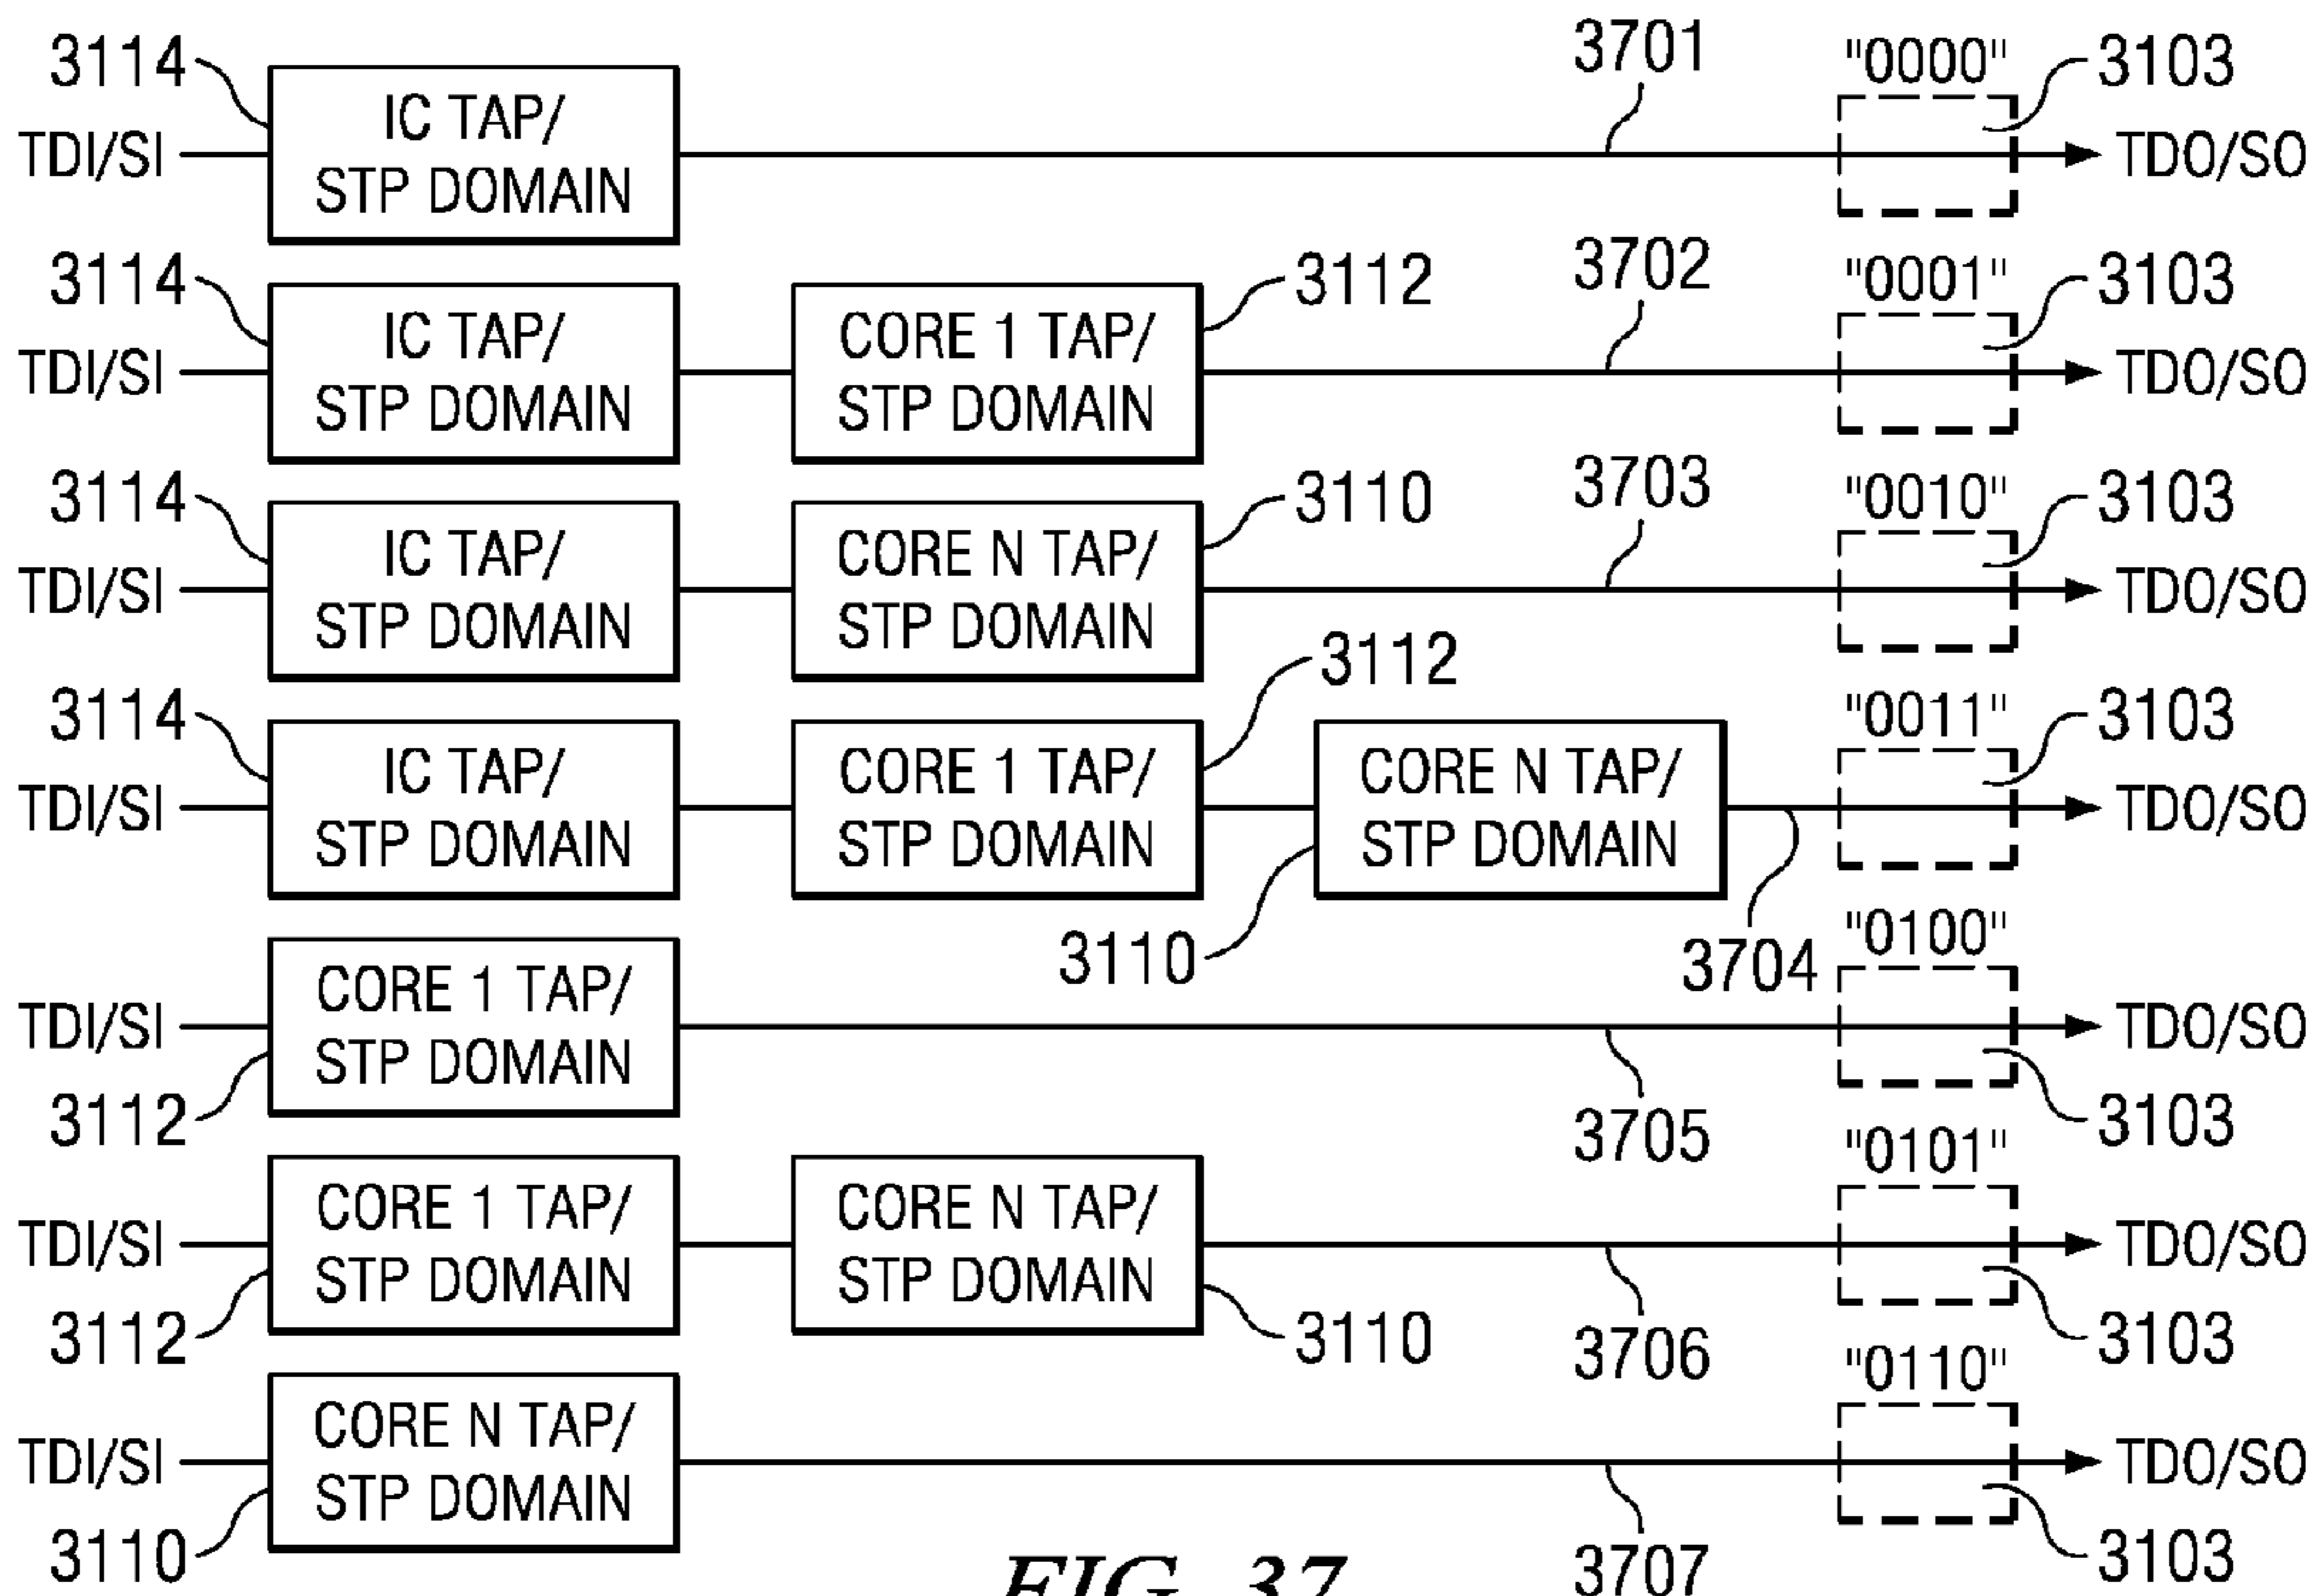 3114
TDI/SI
IC TAP/
STP DOMAIN
3701
"0000"
3103
TDO/SO
3114
TDI/SI
IC TAP/
STP DOMAIN
CORE 1 TAP/
STP DOMAIN
3112
3702
"0001"
3103
TDO/SO
3114
TDI/SI
IC TAP/
STP DOMAIN
CORE N TAP/
STP DOMAIN
3110
3703
"0010"
3103
TDO/SO
3114
TDI/SI
IC TAP/
STP DOMAIN
CORE 1 TAP/
STP DOMAIN
3112
CORE N TAP/
STP DOMAIN
3110
3704
"0011"
3103
TDO/SO
TDI/SI
3112
CORE 1 TAP/
STP DOMAIN
3705
"0100"
TDO/SO
3103
TDI/SI
3112
CORE 1 TAP/
STP DOMAIN
CORE N TAP/
STP DOMAIN
3110
3706
"0101"
TDO/SO
3103
TDI/SI
3110
CORE N TAP/
STP DOMAIN
3707
"0110"
TDO/SO
3103
FIG. 37